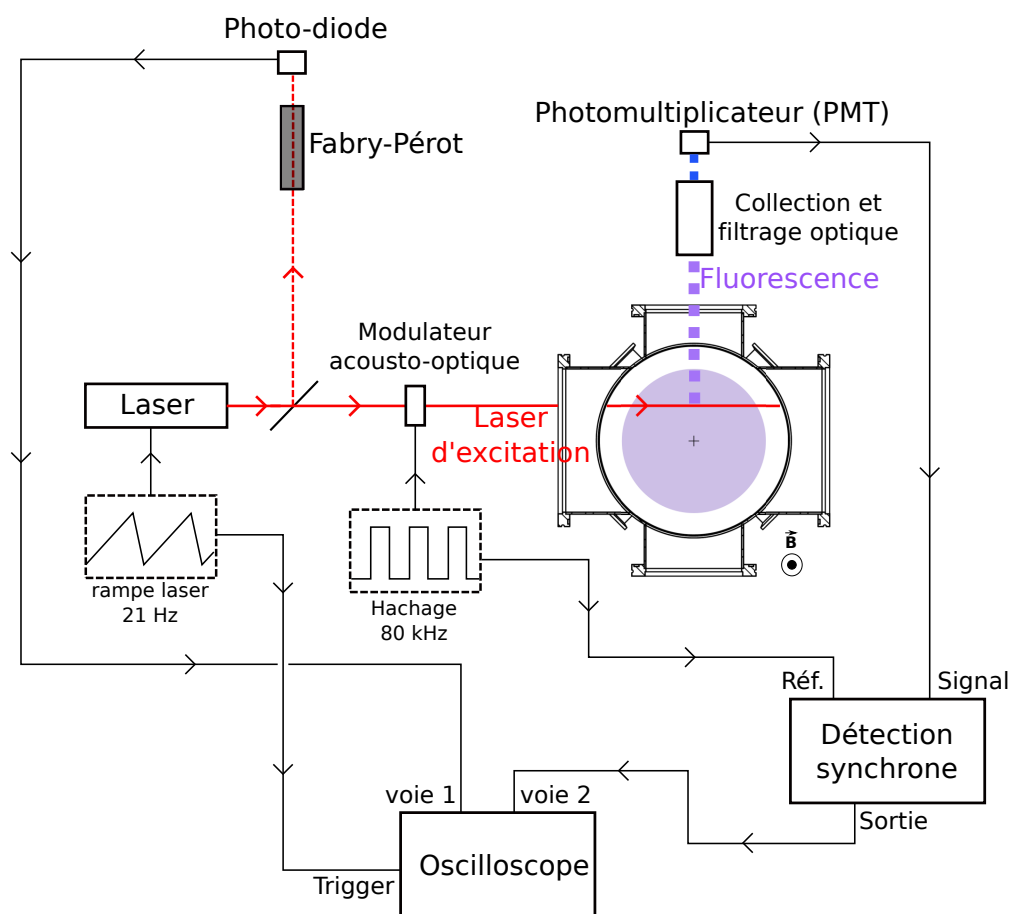 Photo-diode
Photomultiplicateur (PMT)
Fabry-Pérot
Collection et
filtrage optique
Fluorescence
Modulateur
acousto-optique
Laser
Laser
d'excitation
B
rampe laser
21 Hz
Hachage
80 kHz
Réf.
Signal
Détection
synchrone
voie 1
voie 2
Sortie
Oscilloscope
Trigger